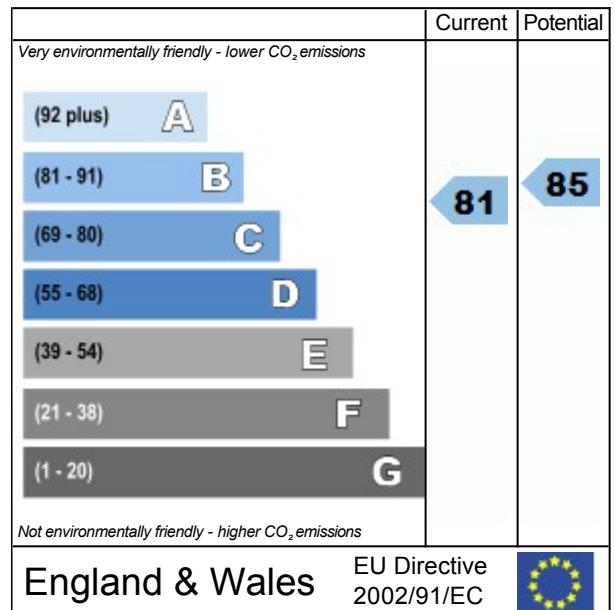 Current Potential
Very environmentally friendly - lower CO₂ emissions
(92 plus) A
(81 - 91) B
(69 - 80) C
(55 - 68) D
(39 - 54) E
(21 - 38) F
(1 - 20) G
81
85
Not environmentally friendly - higher CO₂ emissions
England & Wales
EU Directive
2002/91/EC